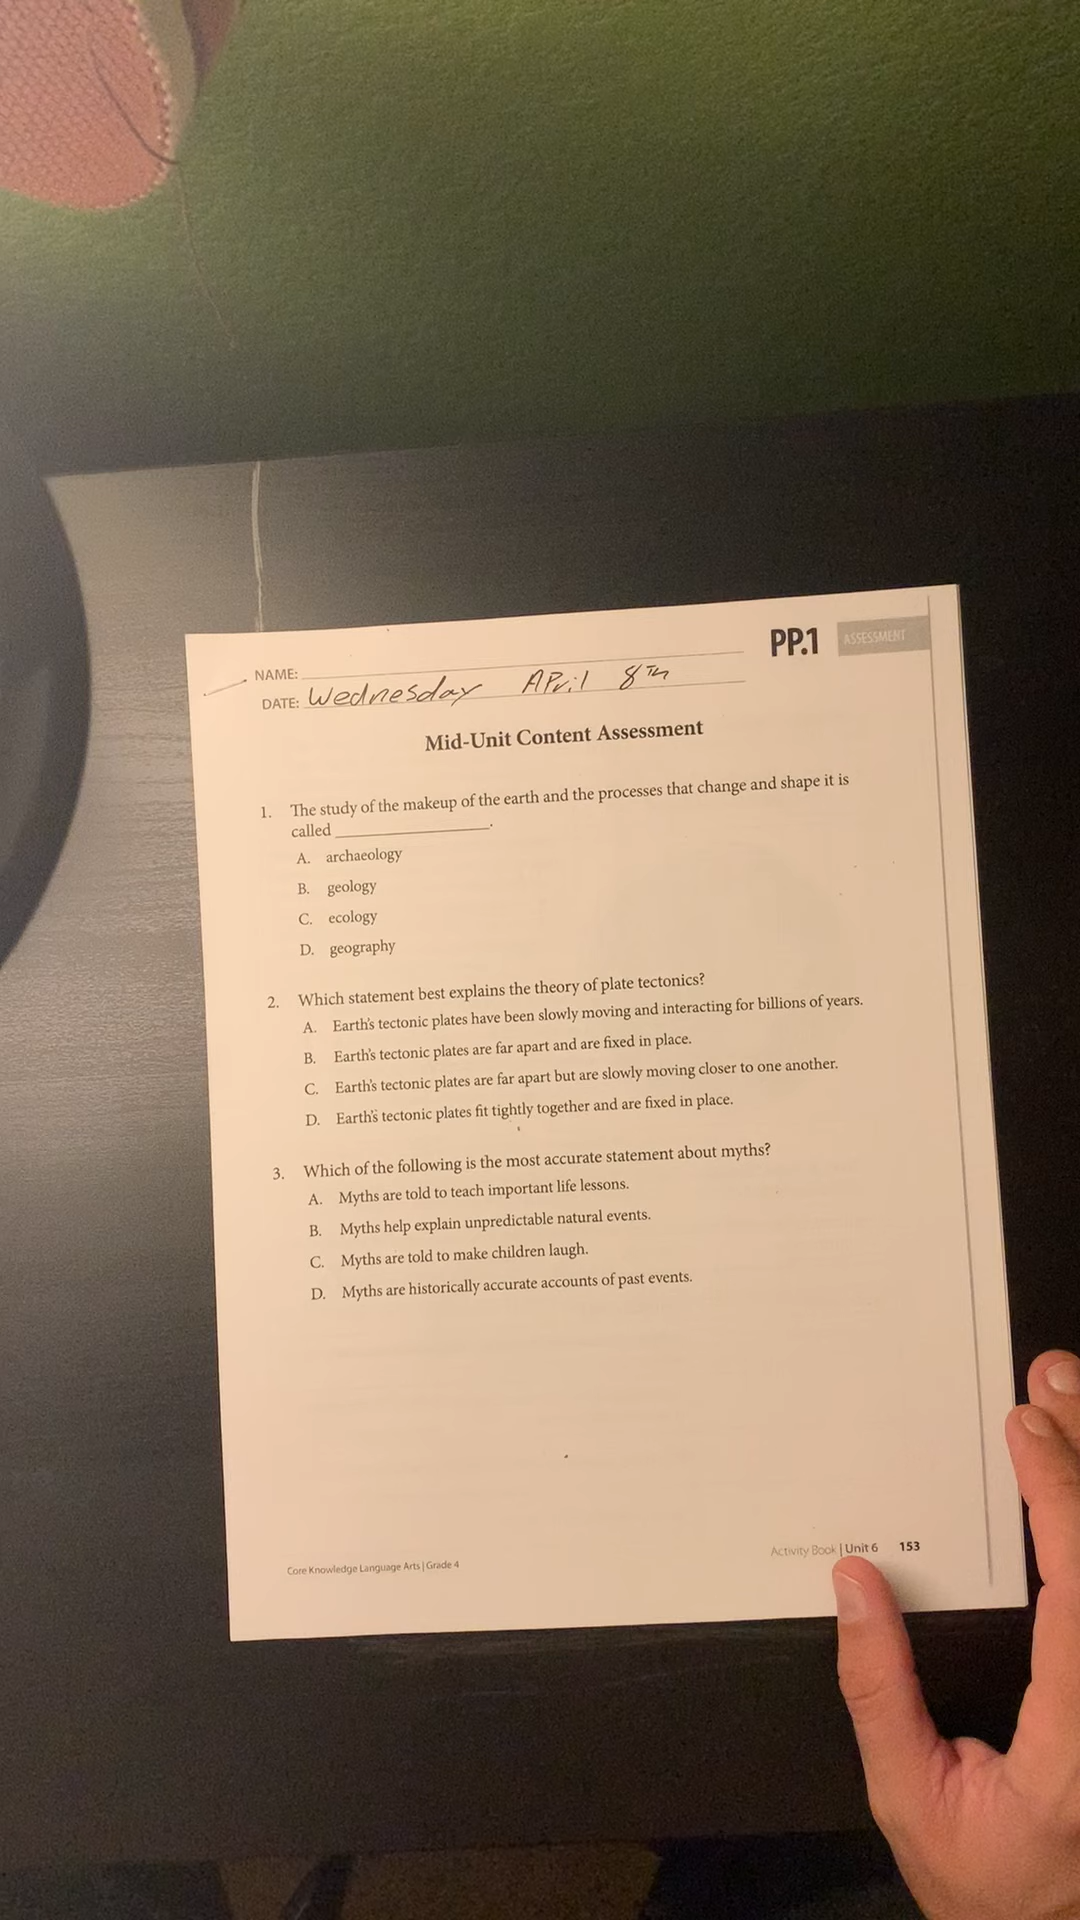 PP.1 ASSESSMENT
NAME:
DATE: Wednesday APril 8Th
Mid-Unit Content Assessment
1. The study of the makeup of the earth and the processes that change and shape it is
called ________________.
A. archaeology
B. geology
C. ecology
D. geography
2. Which statement best explains the theory of plate tectonics?
A. Earth's tectonic plates have been slowly moving and interacting for billions of years.
B. Earth's tectonic plates are far apart and are fixed in place.
C. Earth's tectonic plates are far apart but are slowly moving closer to one another.
D. Earth's tectonic plates fit tightly together and are fixed in place.
3. Which of the following is the most accurate statement about myths?
A. Myths are told to teach important life lessons.
B. Myths help explain unpredictable natural events.
C. Myths are told to make children laugh.
D. Myths are historically accurate accounts of past events.
Core Knowledge Language Arts | Grade 4
Activity Book | Unit 6 153